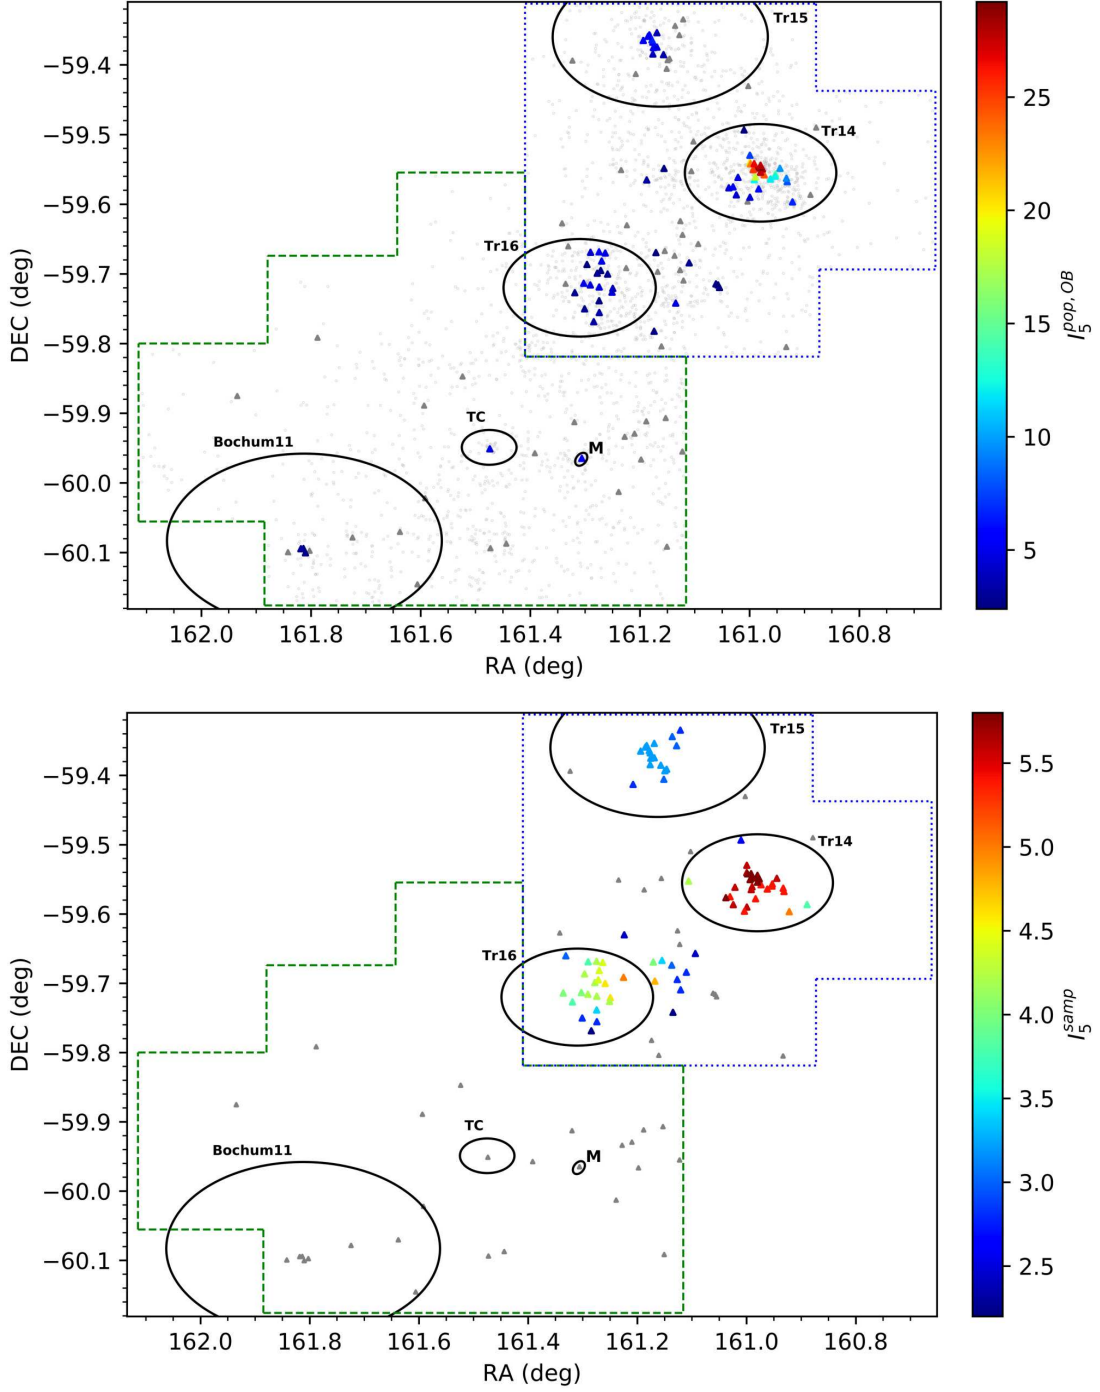 Tr15
−59.4
25
−59.5
Tr14
20
−59.6
Tr16
−59.7
DEC (deg)
15
I_5^{pop, OB}
−59.8
−59.9
TC
10
Bochum11
M
−60.0
5
−60.1
162.0 161.8 161.6 161.4 161.2 161.0 160.8
RA (deg)
Tr15
5.5
−59.4
−59.5
5.0
Tr14
−59.6
4.5
Tr16
−59.7
DEC (deg)
4.0
I_5^{samp}
−59.8
3.5
−59.9
TC
Bochum11
M
3.0
−60.0
2.5
−60.1
162.0 161.8 161.6 161.4 161.2 161.0 160.8
RA (deg)